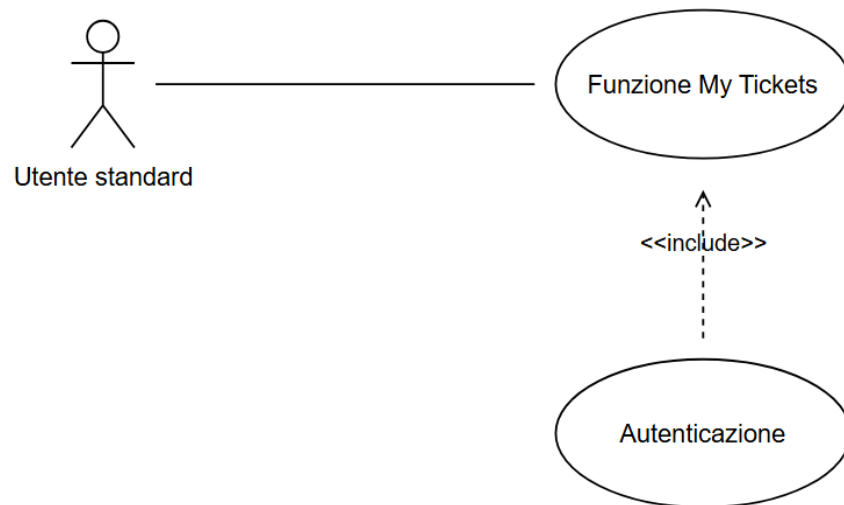 Funzione My Tickets
Utente standard
<<include>>
Autenticazione